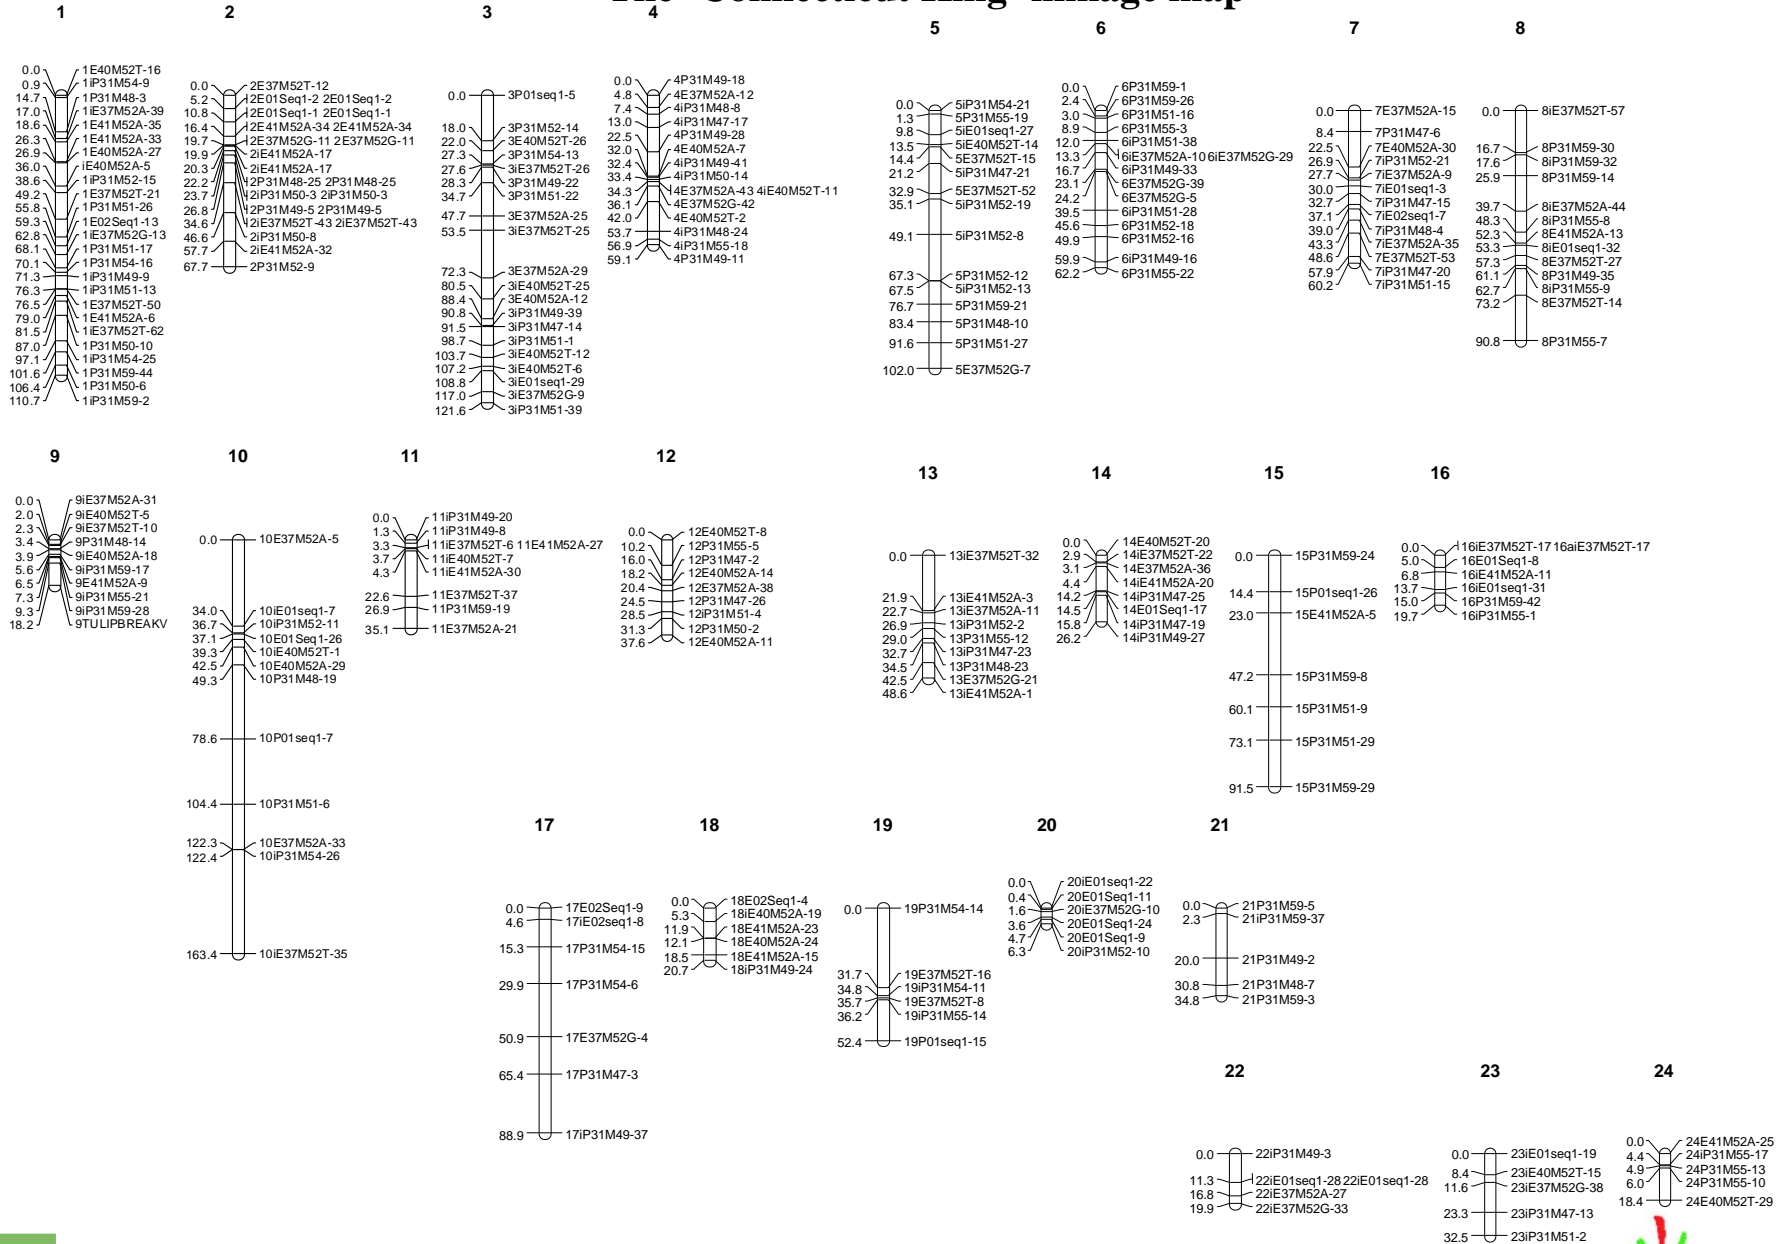 The 'Connecticut King' linkage map
1
0.0 1E40M52T-16
0.9 1iP31M54-9
14.7 1P31M48-3
17.0 1iE37M52A-39
18.6 1E41M52A-35
26.3 1E41M52A-33
26.9 1E40M52A-27
36.0 iE40M52A-5
38.6 1iP31M52-15
49.2 1E37M52T-21
55.8 1P31M51-26
59.3 1E02Seq1-13
62.8 1iE37M52G-13
68.1 1P31M51-17
70.1 1P31M54-16
71.3 1iP31M49-9
76.3 1iP31M51-13
76.5 1E37M52T-50
79.0 1E41M52A-6
81.5 1iE37M52T-62
87.0 1P31M50-10
97.1 1iP31M54-25
101.6 1P31M59-44
106.4 1P31M50-6
110.7 1iP31M59-2
2
0.0 2E37M52T-12
5.2 2E01Seq1-2 2E01Seq1-2
10.8 2E01Seq1-1 2E01Seq1-1
16.4 2E41M52A-34 2E41M52A-34
19.7 2E37M52G-11 2E37M52G-11
19.9 2iE41M52A-17
20.3 2iE41M52A-17
22.2 2P31M48-25 2P31M48-25
23.7 2iP31M50-3 2iP31M50-3
26.8 2P31M49-5 2P31M49-5
34.6 2iE37M52T-43 2iE37M52T-43
46.6 2iP31M50-8
57.7 2iE41M52A-32
67.7 2P31M52-9
3
0.0 3P01seq1-5
18.0 3P31M52-14
22.0 3E40M52T-26
27.3 3P31M54-13
27.6 3iE37M52T-26
28.3 3P31M49-22
34.7 3P31M51-22
47.7 3E37M52A-25
53.5 3iE37M52T-25
72.3 3E37M52A-29
80.5 3iE40M52T-25
88.4 3E40M52A-12
90.8 3iP31M49-39
91.5 3iP31M47-14
98.7 3iP31M51-1
103.7 3iE40M52T-12
107.2 3iE40M52T-6
108.8 3iE01seq1-29
117.0 3iE37M52G-9
121.6 3iP31M51-39
4
0.0 4P31M49-18
4.8 4E37M52A-12
7.4 4iP31M48-8
13.0 4iP31M47-17
22.5 4P31M49-28
32.0 4E40M52A-7
32.4 4iP31M49-41
33.4 4iP31M50-14
34.3 4E37M52A-43 4iE40M52T-11
36.1 4E37M52G-42
42.0 4E40M52T-2
53.7 4iP31M48-24
56.9 4iP31M55-18
59.1 4P31M49-11
5
0.0 5iP31M54-21
1.3 5P31M55-19
9.8 5iE01seq1-27
13.5 5iE40M52T-14
14.4 5E37M52T-15
21.2 5iP31M47-21
32.9 5E37M52T-52
35.1 5iP31M52-19
49.1 5iP31M52-8
67.3 5P31M52-12
67.5 5iP31M52-13
76.7 5P31M59-21
83.4 5P31M48-10
91.6 5P31M51-27
102.0 5E37M52G-7
6
0.0 6P31M59-1
2.4 6P31M59-26
3.0 6P31M51-16
8.9 6P31M55-3
12.0 6iP31M51-38
13.3 6iE37M52A-10 6iE37M52G-29
16.7 6iP31M49-33
23.1 6E37M52G-39
24.2 6E37M52G-5
39.5 6iP31M51-28
45.6 6P31M52-18
49.9 6P31M52-16
59.9 6iP31M49-16
62.2 6P31M55-22
7
0.0 7E37M52A-15
8.4 7P31M47-6
22.5 7E40M52A-30
26.9 7iP31M52-21
27.7 7iE37M52A-9
30.0 7iE01seq1-3
32.7 7iP31M47-15
37.1 7iE02seq1-7
39.0 7iP31M48-4
43.3 7iE37M52A-35
48.6 7E37M52T-53
57.9 7iP31M47-20
60.2 7iP31M51-15
8
0.0 8iE37M52T-57
16.7 8P31M59-30
17.6 8iP31M59-32
25.9 8P31M59-14
39.7 8iE37M52A-44
48.3 8iP31M55-8
52.3 8E41M52A-13
53.3 8iE01seq1-32
57.3 8E37M52T-27
61.1 8P31M49-35
62.7 8iP31M55-9
73.2 8E37M52T-14
90.8 8P31M55-7
9
0.0 9iE37M52A-31
2.0 9iE40M52T-5
2.3 9iE37M52T-10
3.4 9P31M48-14
3.9 9iE40M52A-18
5.6 9iP31M59-17
6.5 9E41M52A-9
7.3 9iP31M55-21
9.3 9iP31M59-28
18.2 9TULIPBREAKV
10
0.0 10E37M52A-5
34.0 10iE01seq1-7
36.7 10iP31M52-11
37.1 10E01Seq1-26
39.3 10iE40M52T-1
42.5 10E40M52A-29
49.3 10P31M48-19
78.6 10P01seq1-7
104.4 10P31M51-6
122.3 10E37M52A-33
122.4 10iP31M54-26
163.4 10iE37M52T-35
11
0.0 11iP31M49-20
1.3 11iP31M49-8
3.3 11iE37M52T-6 11E41M52A-27
3.7 11iE40M52T-7
4.3 11iE41M52A-30
22.6 11E37M52T-37
26.9 11P31M59-19
35.1 11E37M52A-21
12
0.0 12E40M52T-8
10.2 12P31M55-5
16.0 12P31M47-2
18.2 12E40M52A-14
20.4 12E37M52A-38
24.5 12P31M47-26
28.5 12iP31M51-4
31.3 12P31M50-2
37.6 12E40M52A-11
13
0.0 13iE37M52T-32
21.9 13iE41M52A-3
22.7 13iE37M52A-11
26.9 13iP31M52-2
29.0 13P31M55-12
32.7 13iP31M47-23
34.5 13P31M48-23
42.5 13E37M52G-21
48.6 13iE41M52A-1
14
0.0 14E40M52T-20
2.9 14iE37M52T-22
3.1 14E37M52A-36
4.4 14iE41M52A-20
14.2 14iP31M47-25
14.5 14E01Seq1-17
15.8 14iP31M47-19
26.2 14iP31M49-27
15
0.0 15P31M59-24
14.4 15P01seq1-26
23.0 15E41M52A-5
47.2 15P31M59-8
60.1 15P31M51-9
73.1 15P31M51-29
91.5 15P31M59-29
16
0.0 16iE37M52T-17 16aiE37M52T-17
5.0 16E01Seq1-8
6.8 16iE41M52A-11
13.7 16iE01seq1-31
15.0 16P31M59-42
19.7 16iP31M55-1
17
0.0 17E02Seq1-9
4.6 17iE02seq1-8
15.3 17P31M54-15
29.9 17P31M54-6
50.9 17E37M52G-4
65.4 17P31M47-3
88.9 17iP31M49-37
18
0.0 18E02Seq1-4
5.3 18iE40M52A-19
11.9 18E41M52A-23
12.1 18E40M52A-24
18.5 18E41M52A-15
20.7 18iP31M49-24
19
0.0 19P31M54-14
31.7 19E37M52T-16
34.8 19iP31M54-11
35.7 19E37M52T-8
36.2 19iP31M55-14
52.4 19P01seq1-15
20
0.0 20iE01seq1-22
0.4 20E01Seq1-11
1.6 20iE37M52G-10
3.6 20E01Seq1-24
4.7 20E01Seq1-9
6.3 20iP31M52-10
21
0.0 21P31M59-5
2.3 21iP31M59-37
20.0 21P31M49-2
30.8 21P31M48-7
34.8 21P31M59-3
22
0.0 22iP31M49-3
11.3 22iE01seq1-28 22iE01seq1-28
16.8 22iE37M52A-27
19.9 22iE37M52G-33
23
0.0 23iE01seq1-19
8.4 23iE40M52T-15
11.6 23iE37M52G-38
23.3 23iP31M47-13
32.5 23iP31M51-2
24
0.0 24E41M52A-25
4.4 24iP31M55-17
4.9 24P31M55-13
6.0 24P31M55-10
18.4 24E40M52T-29